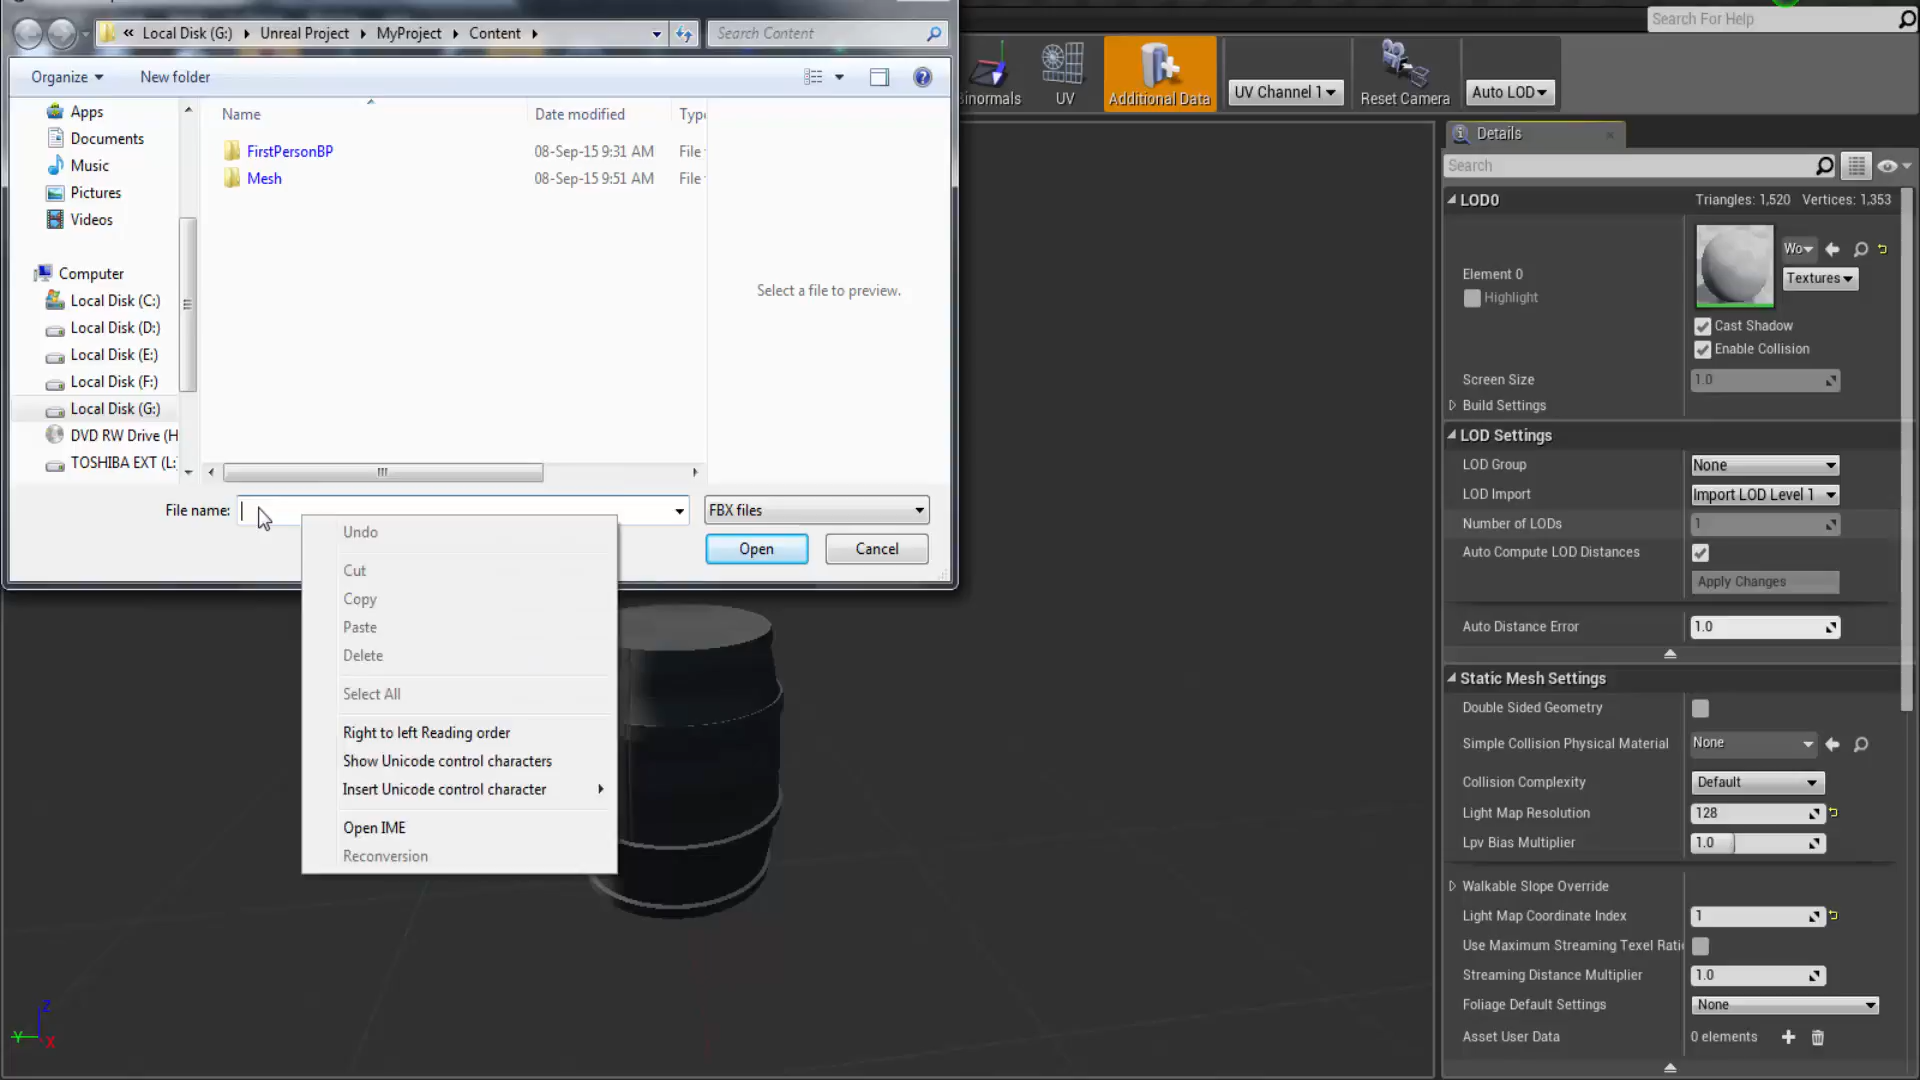 « Local Disk (G:) Unreal Project MyProject Content
Search Content
Search For Help
Organize
New folder
UV
Additional Data
UV Channel 1
Reset Camera
Auto LOD
Apps
Documents
Music
Pictures
Videos
Computer
Local Disk (C:)
Local Disk (D:)
Local Disk (E:)
Local Disk (F:)
Local Disk (G:)
DVD RW Drive (H
TOSHIBA EXT (L:
Name Date modified Type
FirstPersonBP 08-Sep-15 9:31 AM File
Mesh 08-Sep-15 9:51 AM File
Select a file to preview.
File name:
FBX files
Open
Cancel
Undo
Cut
Copy
Paste
Delete
Select All
Right to left Reading order
Show Unicode control characters
Insert Unicode control character
Open IME
Reconversion
Z
Y
X
Details
Search
LOD0 Triangles: 1,520 Vertices: 1,353
Element 0
Highlight
Wo
Textures
Cast Shadow
Enable Collision
Screen Size 1.0
Build Settings
LOD Settings
LOD Group None
LOD Import Import LOD Level 1
Number of LODs 1
Auto Compute LOD Distances
Apply Changes
Auto Distance Error 1.0
Static Mesh Settings
Double Sided Geometry
Simple Collision Physical Material None
Collision Complexity Default
Light Map Resolution 128
Lpv Bias Multiplier 1.0
Walkable Slope Override
Light Map Coordinate Index 1
Use Maximum Streaming Texel Rati
Streaming Distance Multiplier 1.0
Foliage Default Settings None
Asset User Data 0 elements